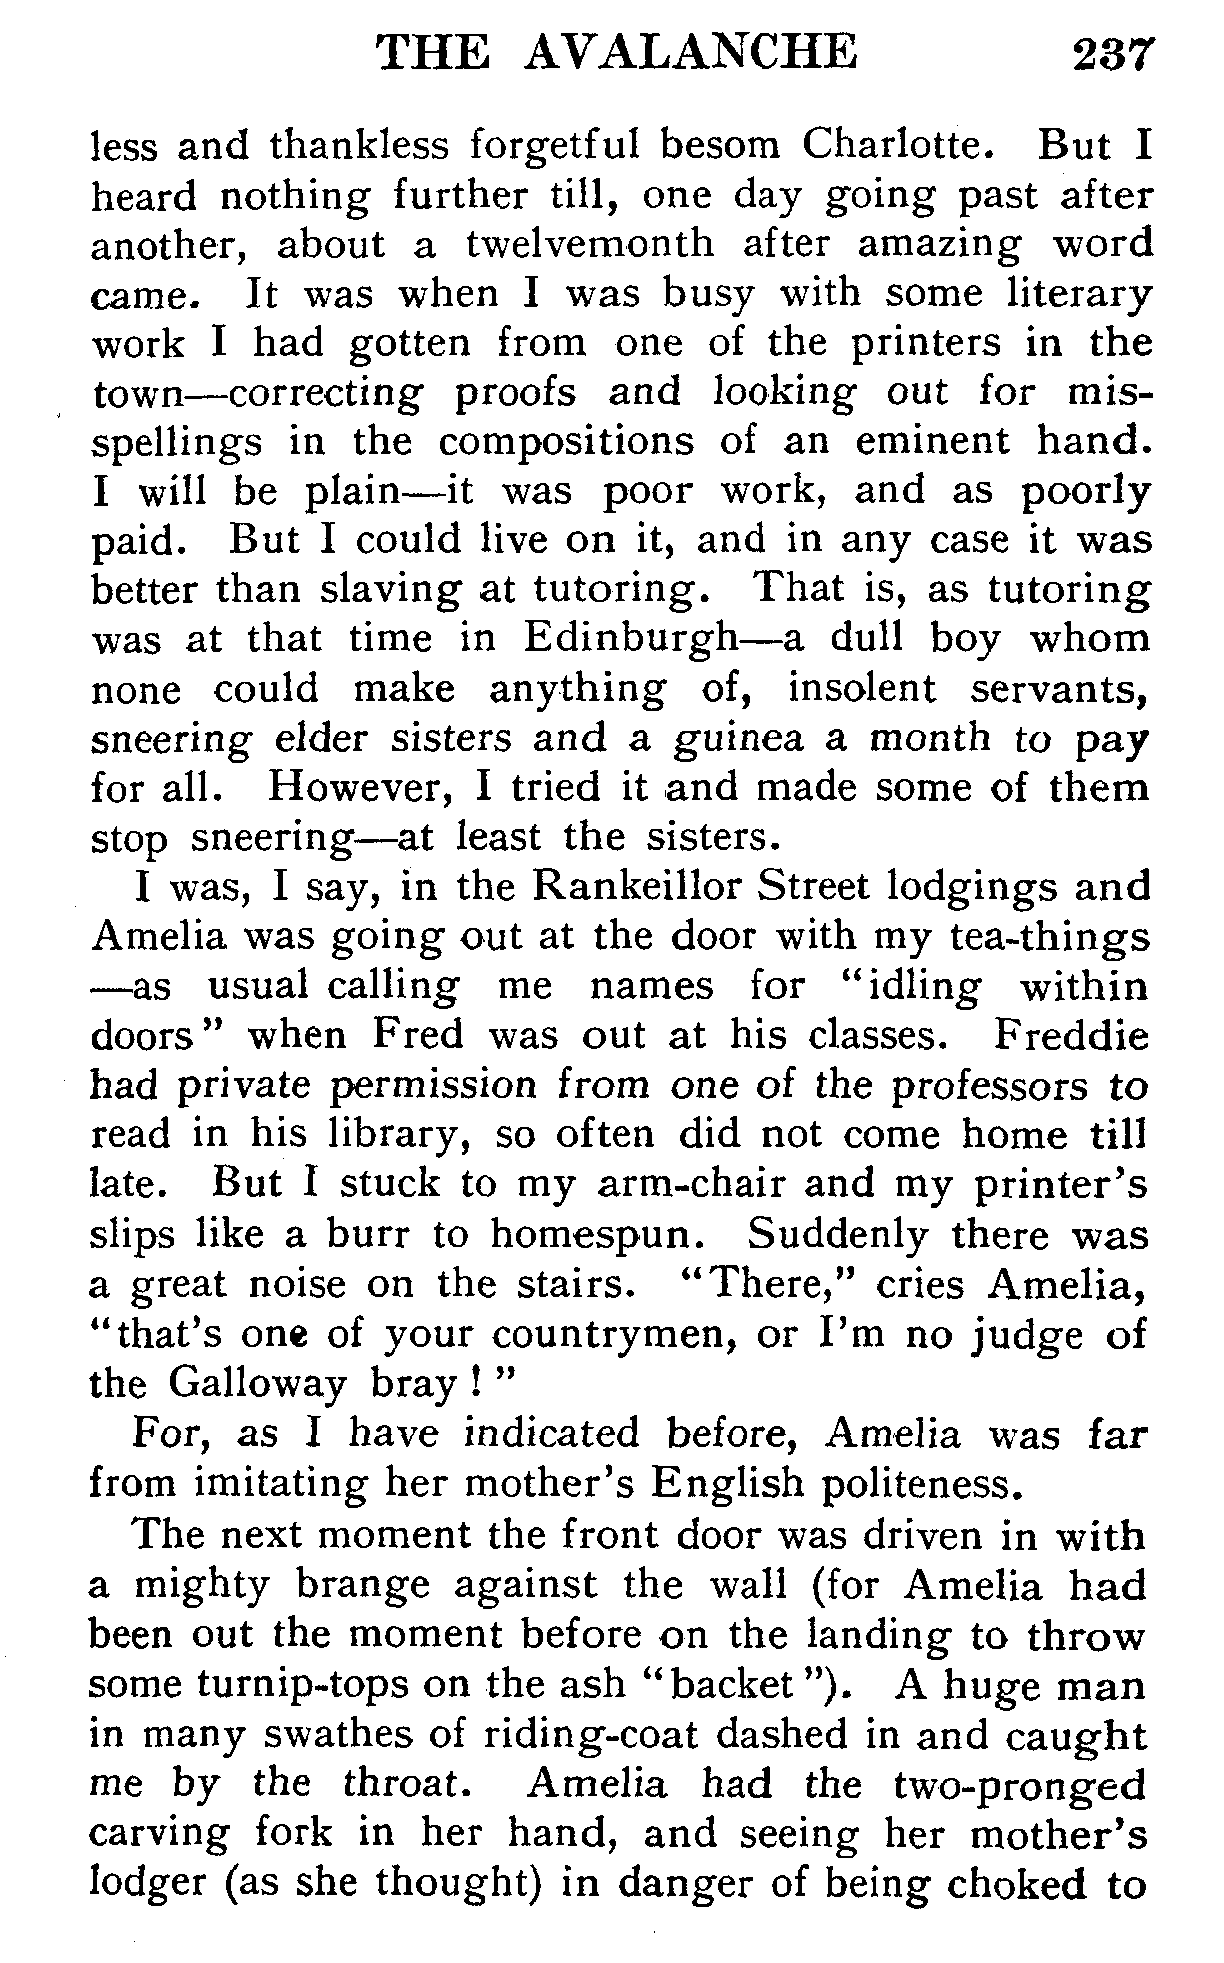 THE AVALANCHE 237
less and thankless forgetful besom Charlotte. But I
heard nothing further till, one day going past after
another, about a twelvemonth after amazing word
came. It was when I was busy with some literary
work I had gotten from one of the printers in the
town—correcting proofs and looking out for mis-
spellings in the compositions of an eminent hand.
I will be plain—it was poor work, and as poorly
paid. But I could live on it, and in any case it was
better than slaving at tutoring. That is, as tutoring
was at that time in Edinburgh—a dull boy whom
none could make anything of, insolent servants,
sneering elder sisters and a guinea a month to pay
for all. However, I tried it and made some of them
stop sneering—at least the sisters.
I was, I say, in the Rankeillor Street lodgings and
Amelia was going out at the door with my tea-things
—as usual calling me names for "idling within
doors" when Fred was out at his classes. Freddie
had private permission from one of the professors to
read in his library, so often did not come home till
late. But I stuck to my arm-chair and my printer's
slips like a burr to homespun. Suddenly there was
a great noise on the stairs. "There," cries Amelia,
"that's one of your countrymen, or I'm no judge of
the Galloway bray!"
For, as I have indicated before, Amelia was far
from imitating her mother's English politeness.
The next moment the front door was driven in with
a mighty brange against the wall (for Amelia had
been out the moment before on the landing to throw
some turnip-tops on the ash "backet"). A huge man
in many swathes of riding-coat dashed in and caught
me by the throat. Amelia had the two-pronged
carving fork in her hand, and seeing her mother's
lodger (as she thought) in danger of being choked to